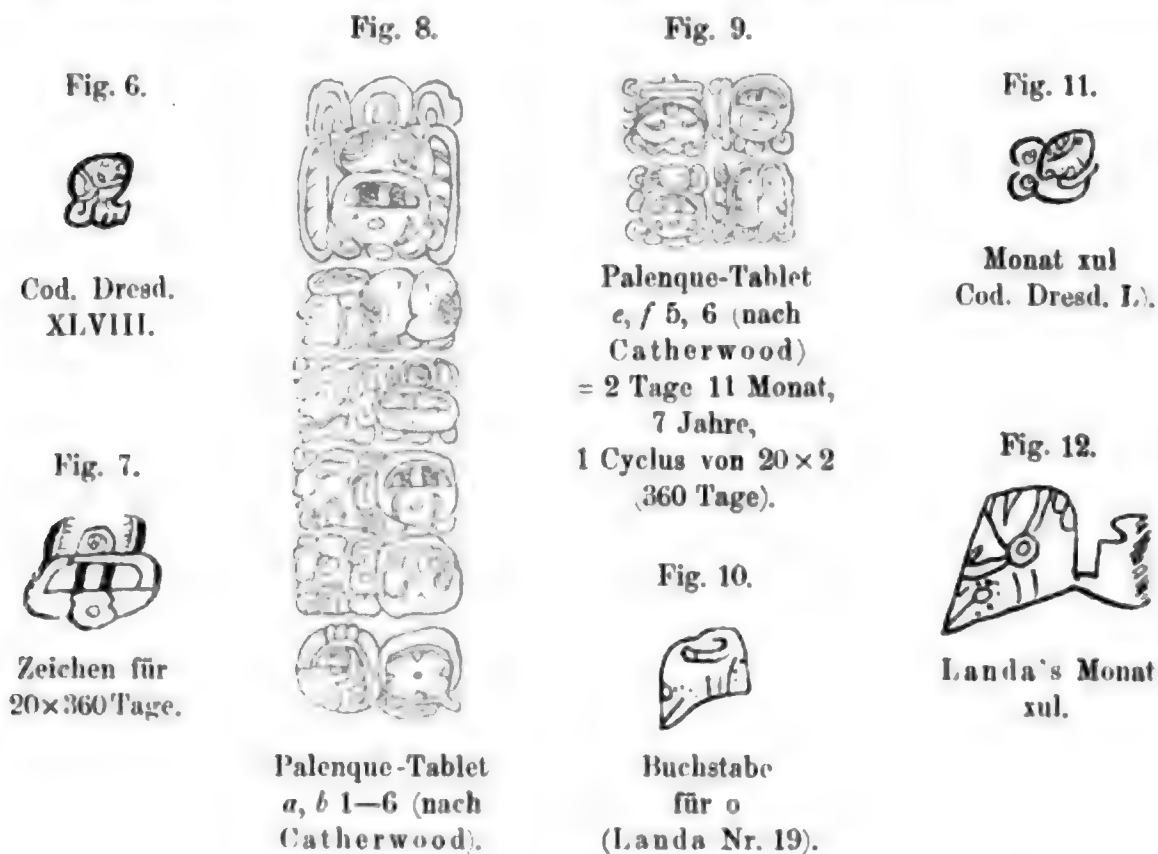 Fig. 6.
Cod. Dresd.
XLVIII.
Fig. 7.
Zeichen für
20×360 Tage.
Fig. 8.
Palenque-Tablet
a, b 1—6 (nach
Catherwood).
Fig. 9.
Palenque-Tablet
e, f 5, 6 (nach
Catherwood)
= 2 Tage 11 Monat,
7 Jahre,
1 Cyclus von 20×2
(360 Tage).
Fig. 10.
Buchstabe
für o
(Landa Nr. 19).
Fig. 11.
Monat xul
Cod. Dresd.
Fig. 12.
Landa's Monat
xul.